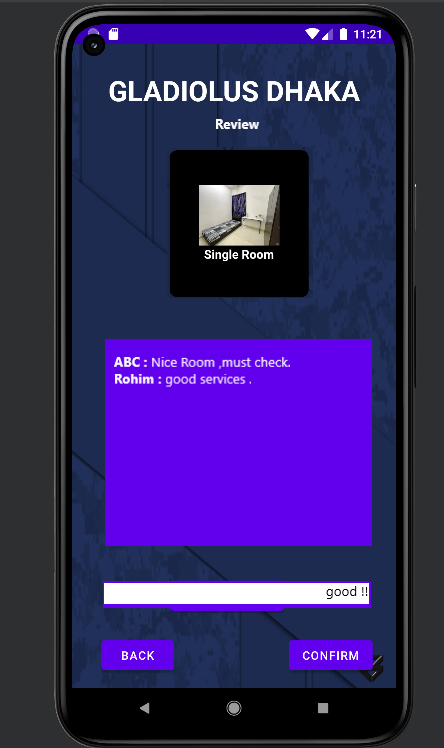 11:21
GLADIOLUS DHAKA
Review
Single Room
ABC : Nice Room ,must check.
Rohim : good services .
good !!
BACK
CONFIRM